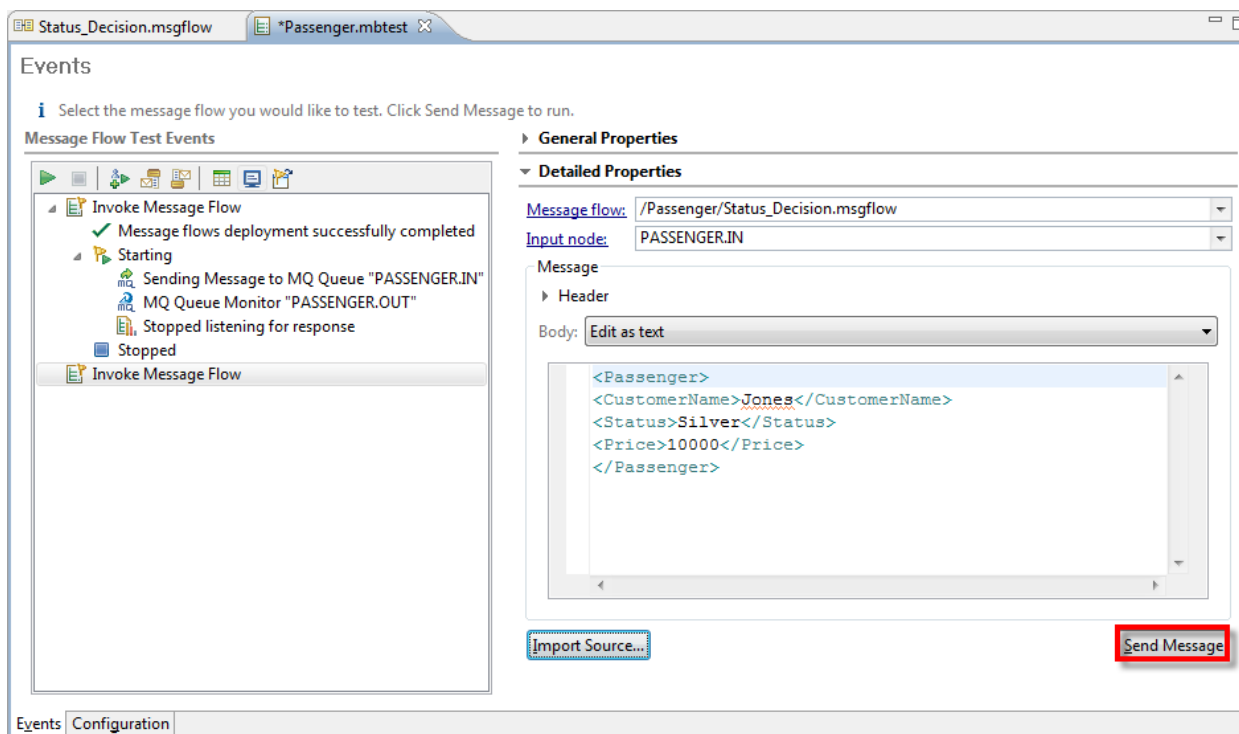 Status_Decision.msgflow
*Passenger.mbtest
Events
i Select the message flow you would like to test. Click Send Message to run.
Message Flow Test Events
Invoke Message Flow
Message flows deployment successfully completed
Starting
Sending Message to MQ Queue "PASSENGER.IN"
MQ Queue Monitor "PASSENGER.OUT"
Stopped listening for response
Stopped
Invoke Message Flow
General Properties
Detailed Properties
Message flow: /Passenger/Status_Decision.msgflow
Input node: PASSENGER.IN
Message
Header
Body: Edit as text
<Passenger>
<CustomerName>Jones</CustomerName>
<Status>Silver</Status>
<Price>10000</Price>
</Passenger>
Import Source...
Send Message
Events
Configuration